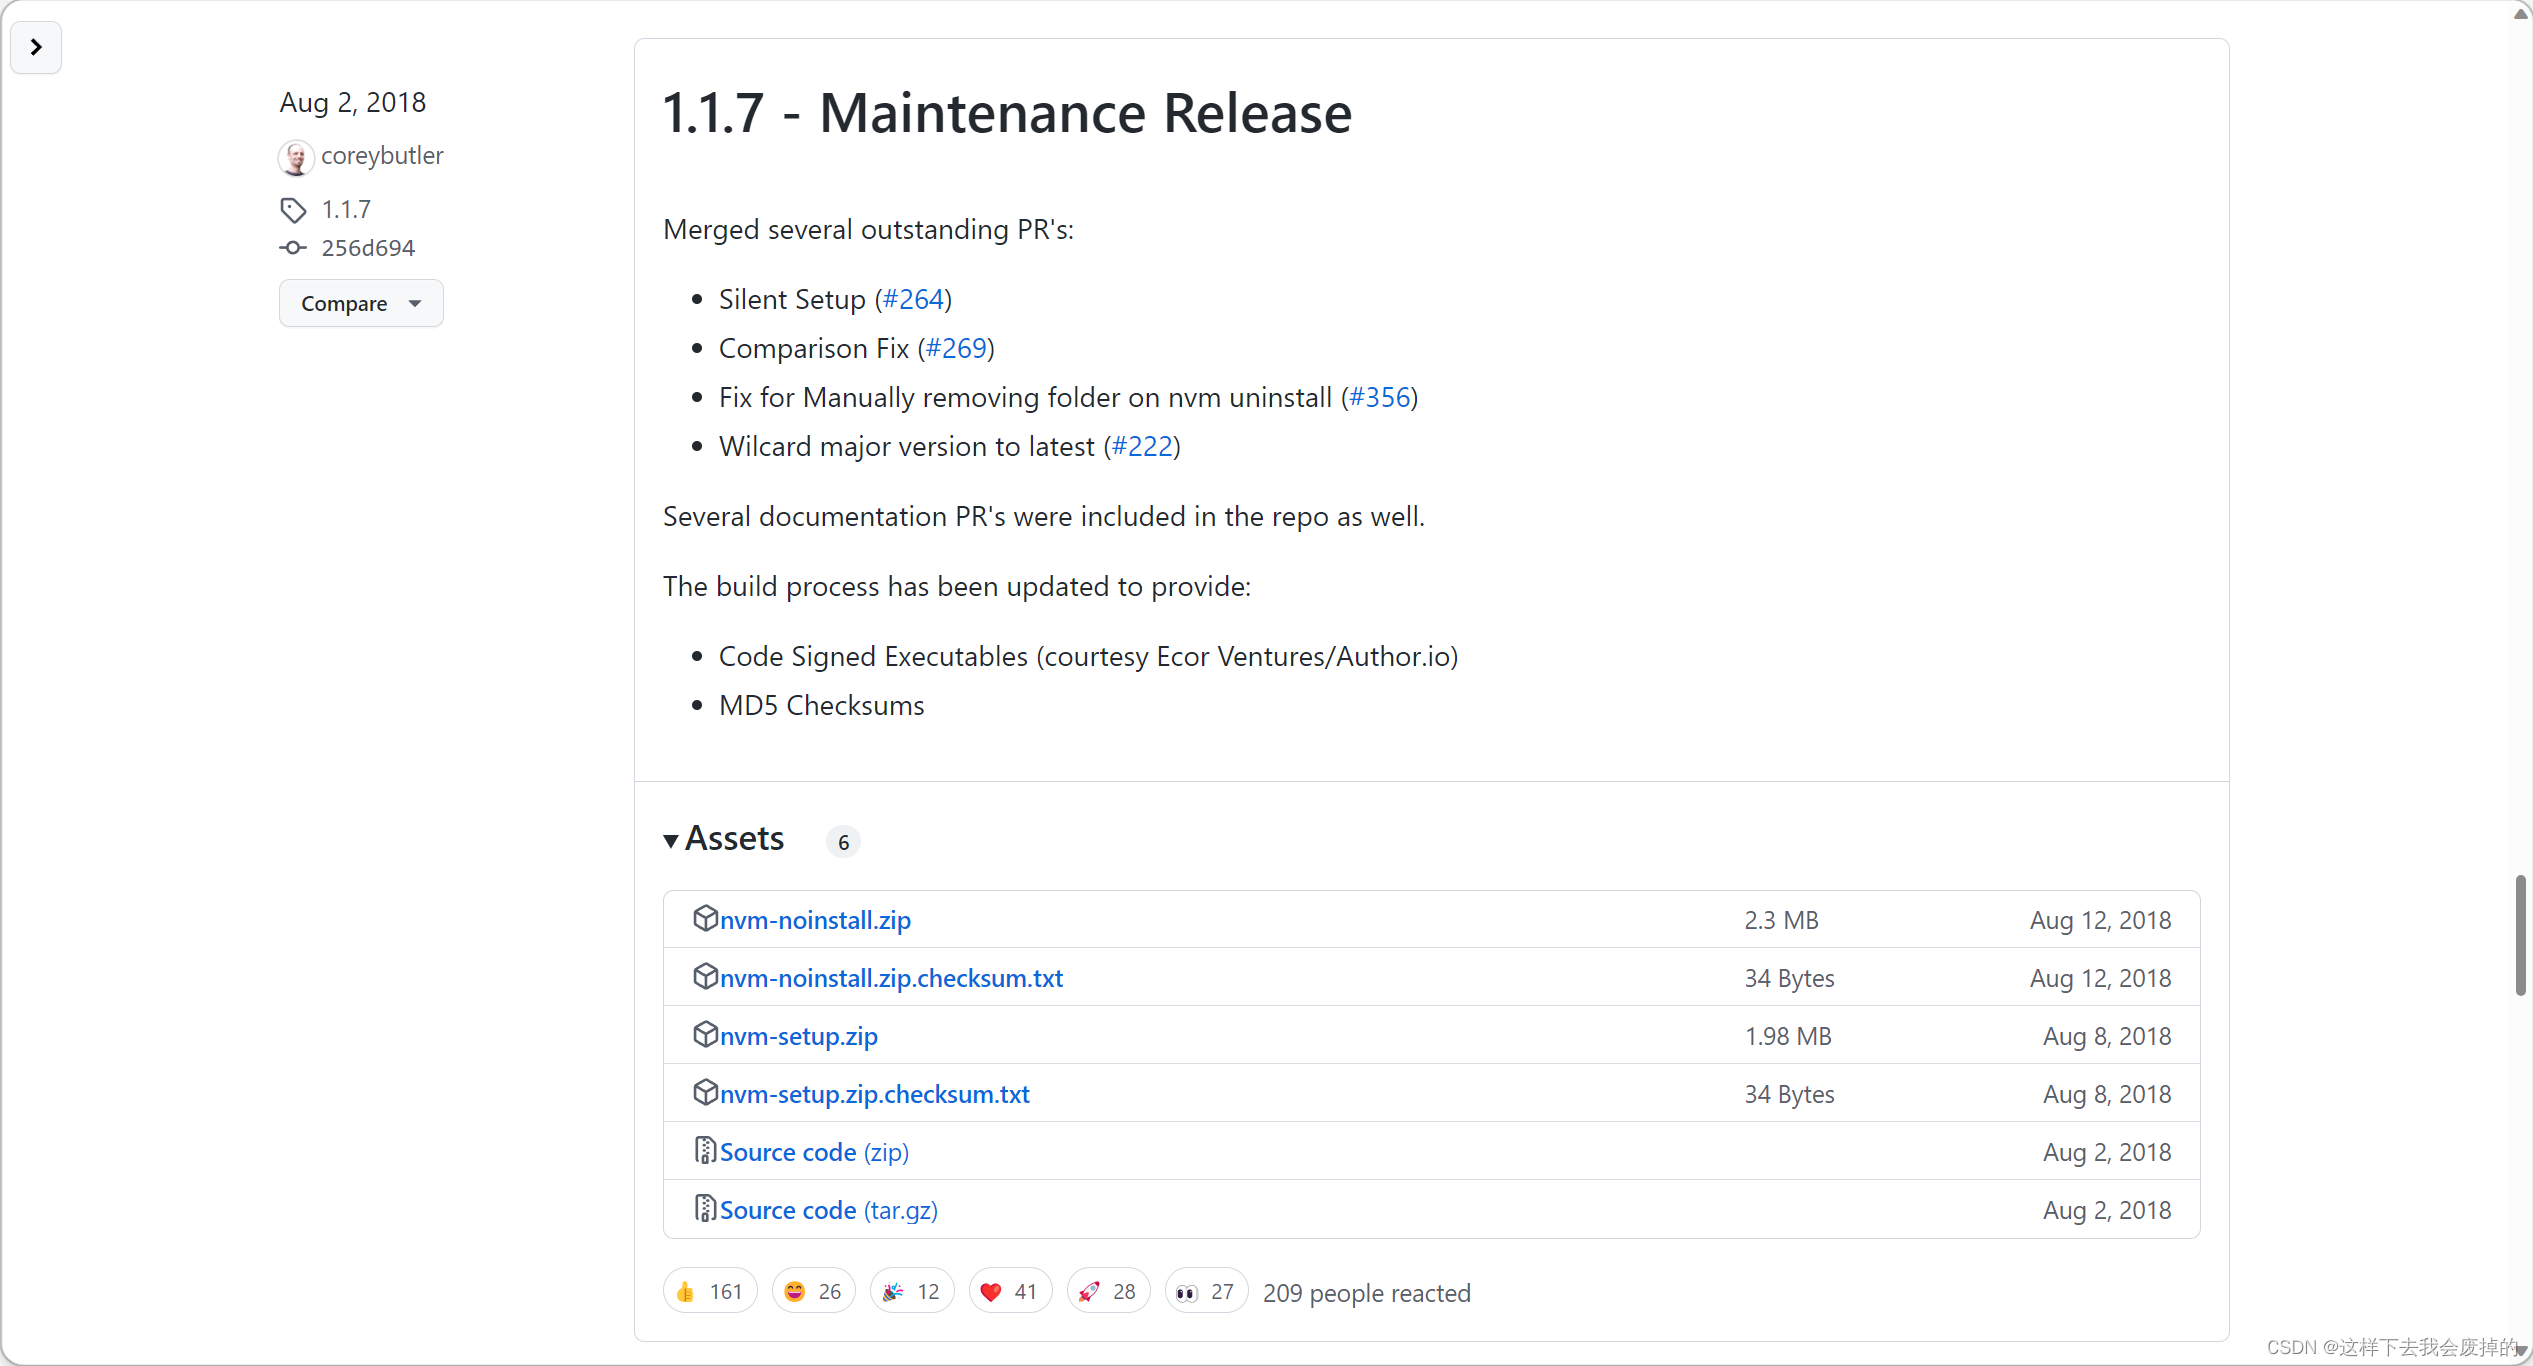 Aug 2, 2018
coreybutler
1.1.7
256d694
Compare
1.1.7 - Maintenance Release
Merged several outstanding PR's:
Silent Setup (#264)
Comparison Fix (#269)
Fix for Manually removing folder on nvm uninstall (#356)
Wilcard major version to latest (#222)
Several documentation PR's were included in the repo as well.
The build process has been updated to provide:
Code Signed Executables (courtesy Ecor Ventures/Author.io)
MD5 Checksums
Assets 6
nvm-noinstall.zip 2.3 MB Aug 12, 2018
nvm-noinstall.zip.checksum.txt 34 Bytes Aug 12, 2018
nvm-setup.zip 1.98 MB Aug 8, 2018
nvm-setup.zip.checksum.txt 34 Bytes Aug 8, 2018
Source code (zip) Aug 2, 2018
Source code (tar.gz) Aug 2, 2018
161 26 12 41 28 27 209 people reacted
CSDN @这样下去我会废掉的